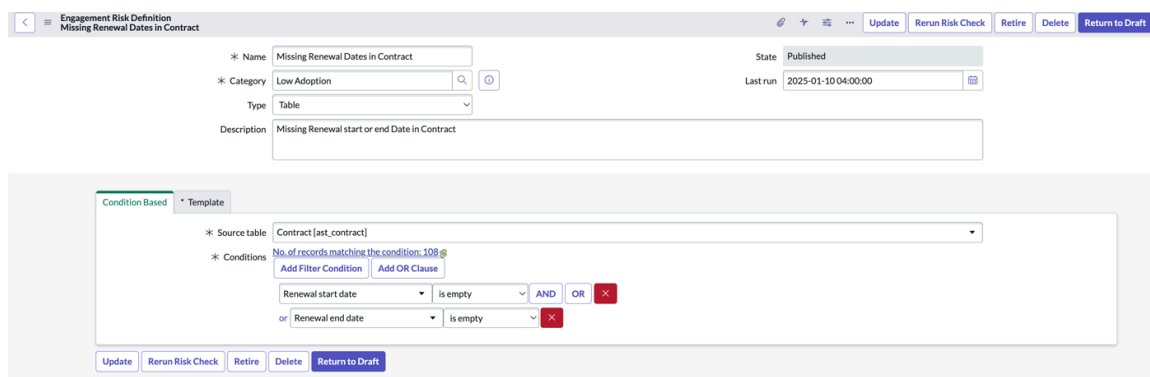 Engagement Risk Definition
Missing Renewal Dates in Contract
Update Rerun Risk Check Retire Delete Return to Draft
Name Missing Renewal Dates in Contract
State Published
Category Low Adoption
Last run 2025-01-10 04:00:00
Type Table
Description Missing Renewal start or end Date in Contract
Condition Based * Template
Source table Contract [ast_contract]
Conditions No. of records matching the condition: 108
Add Filter Condition Add OR Clause
Renewal start date is empty AND OR
or Renewal end date is empty
Update Rerun Risk Check Retire Delete Return to Draft